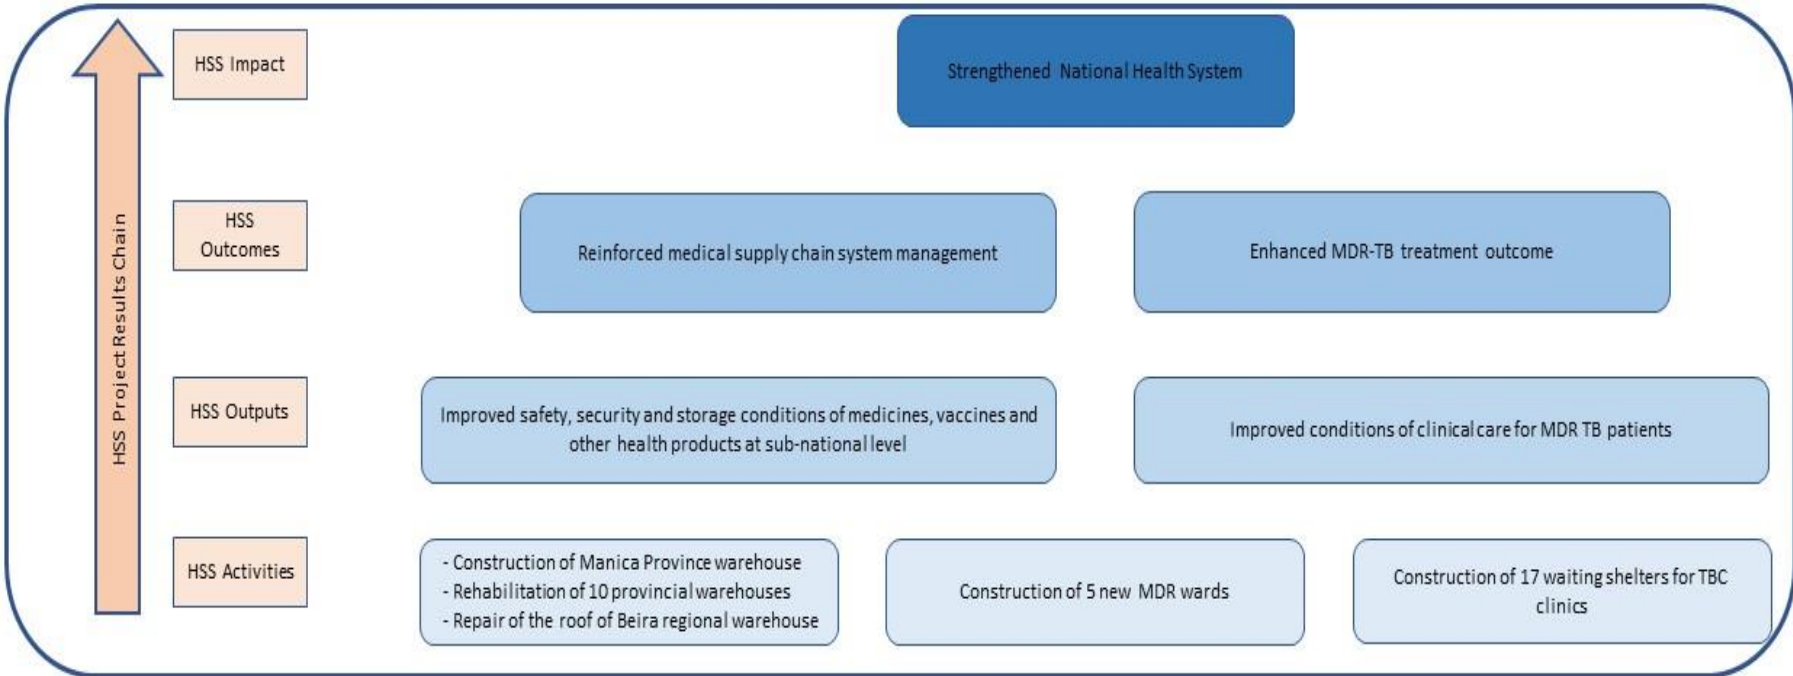 HSS Project Results Chain
HSS Impact
Strengthened National Health System
HSS
Outcomes
Reinforced medical supply chain system management
Enhanced MDR-TB treatment outcome
HSS Outputs
Improved safety, security and storage conditions of medicines, vaccines and
other health products at sub-national level
Improved conditions of clinical care for MDR TB patients
HSS Activities
- Construction of Manica Province warehouse
- Rehabilitation of 10 provincial warehouses
- Repair of the roof of Beira regional warehouse
Construction of 5 new MDR wards
Construction of 17 waiting shelters for TBC
clinics